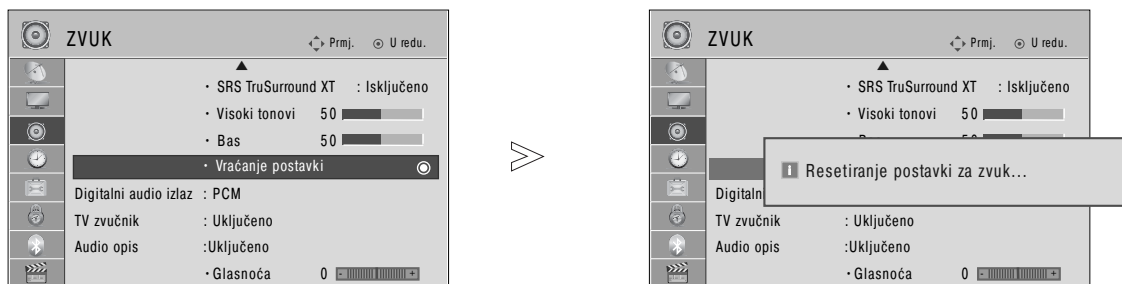 ZVUK
Prmj. U redu.
• SRS TruSurround XT : Isključeno
• Visoki tonovi 50
• Bas 50
• Vraćanje postavki
Digitalni audio izlaz : PCM
TV zvučnik : Uključeno
Audio opis :Uključeno
• Glasnoća 0 - +
>
ZVUK
Prmj. U redu.
• SRS TruSurround XT : Isključeno
• Visoki tonovi 50
i Resetiranje postavki za zvuk...
Digitaln
TV zvučnik : Uključeno
Audio opis :Uključeno
• Glasnoća 0 - +